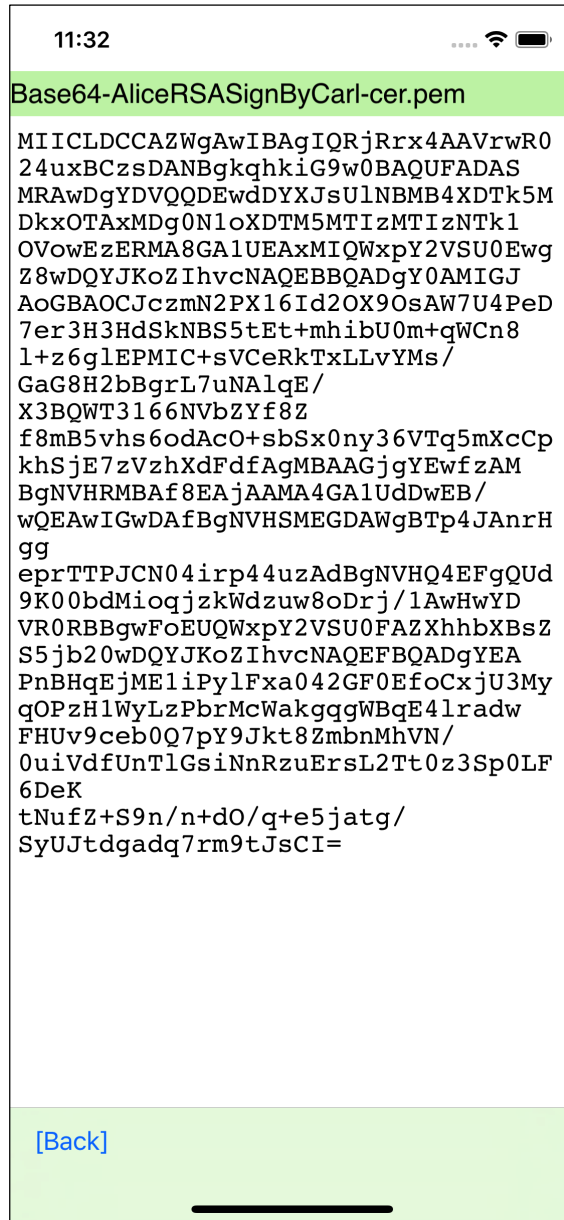 11:32
Base64-AliceRSASignByCarl-cer.pem
MIICLDCCAZWgAwIBAgIQRjRrx4AAVrwR0
24uxBCzsDANBgkqhkiG9w0BAQUFADAS
MRAwDgYDVQQDEwdDYXJsUlNBMB4XDTk5M
DkxOTAxMDg0N1oXDTM5MTIzMTIzNTk1
OVowEzERMA8GA1UEAxMIQWxpY2VSU0Ewg
Z8wDQYJKoZIhvcNAQEBBQADgY0AMIGJ
AoGBAOCJczmN2PX16Id2OX9OsAW7U4PeD
7er3H3HdSkNBS5tEt+mhibU0m+qWCn8
l+z6glEPMIC+sVCeRkTxLLvYMs/
GaG8H2bBgrL7uNAlqE/
X3BQWT3166NVbZYf8Z
f8mB5vhs6odAcO+sbSx0ny36VTq5mXcCp
khSjE7zVzhXdFdfAgMBAAGjgYEwfzAM
BgNVHRMBAf8EAjAAMA4GA1UdDwEB/
wQEAwIGwDAfBgNVHSMEGDAWgBTp4JAnrH
gg
eprTTPJCN04irp44uzAdBgNVHQ4EFgQUd
9K00bdMioqjzkWdzuw8oDrj/1AwHwYD
VR0RBBgwFoEUQWxpY2VSU0FAZXhhbXBsZ
S5jb20wDQYJKoZIhvcNAQEFBQADgYEA
PnBHqEjME1iPylFxa042GF0EfoCxjU3My
qOPzH1WyLzPbrMcWakgqgWBqE4lradw
FHUv9ceb0Q7pY9Jkt8ZmbnMhVN/
0uiVdfUnTlGsiNnRzuErsL2Tt0z3Sp0LF
6DeK
tNufZ+S9n/n+dO/q+e5jatg/
SyUJtdgadq7rm9tJsCI=
[Back]